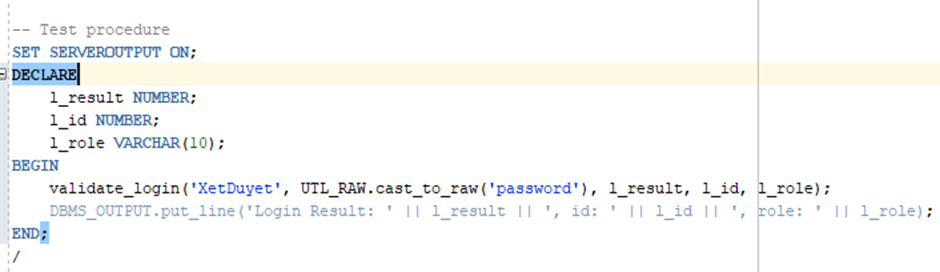 -- Test procedure
SET SERVEROUTPUT ON;
DECLARE
    l_result NUMBER;
    l_id NUMBER;
    l_role VARCHAR(10);
BEGIN
    validate_login('XetDuyet', UTL_RAW.cast_to_raw('password'), l_result, l_id, l_role);
    DBMS_OUTPUT.put_line('Login Result: ' || l_result || ', id: ' || l_id || ', role: ' || l_role);
END;
/